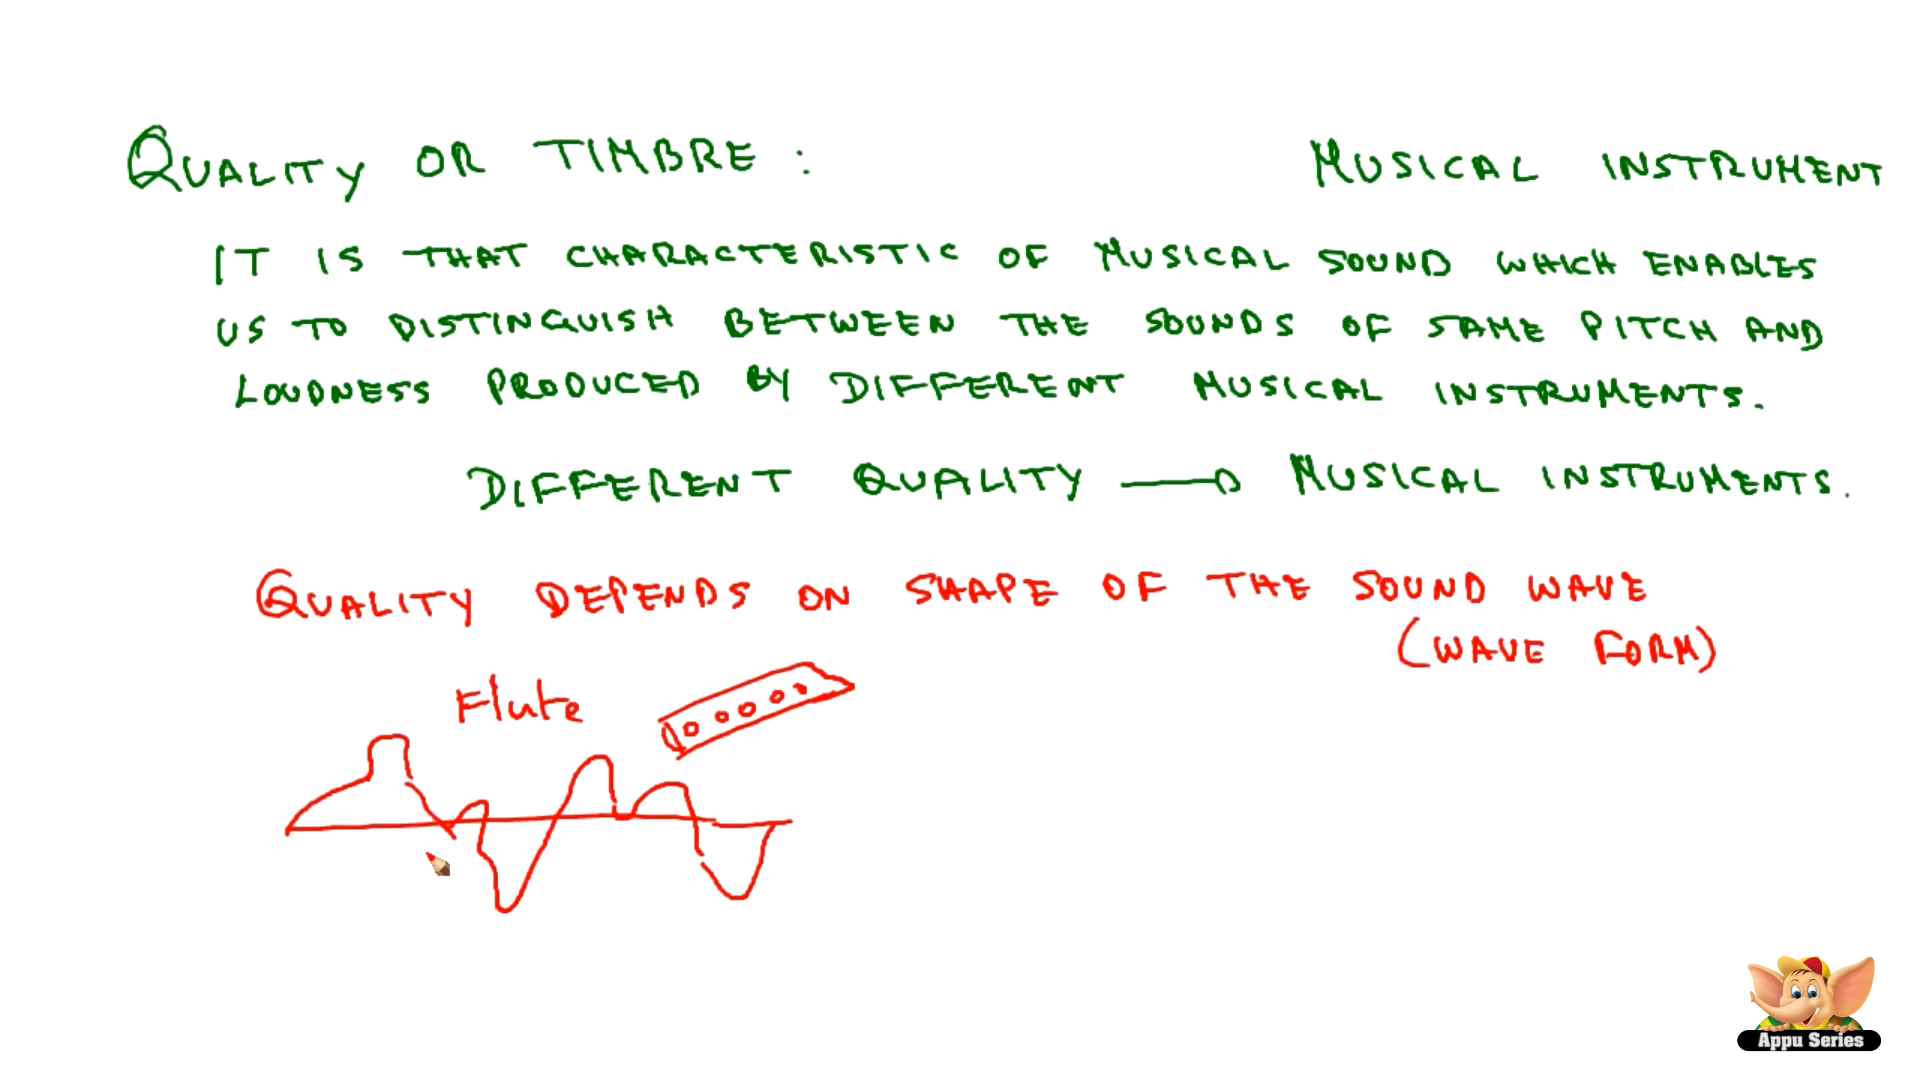 QUALITY OR TIMBRE : MUSICAL INSTRUMENT
IT IS THAT CHARACTERISTIC OF MUSICAL SOUND WHICH ENABLES
US TO DISTINGUISH BETWEEN THE SOUNDS OF SAME PITCH AND
LOUDNESS PRODUCED BY DIFFERENT MUSICAL INSTRUMENTS.
DIFFERENT QUALITY → MUSICAL INSTRUMENTS.
QUALITY DEPENDS ON SHAPE OF THE SOUND WAVE
(WAVE FORM)
Flute
Appu Series